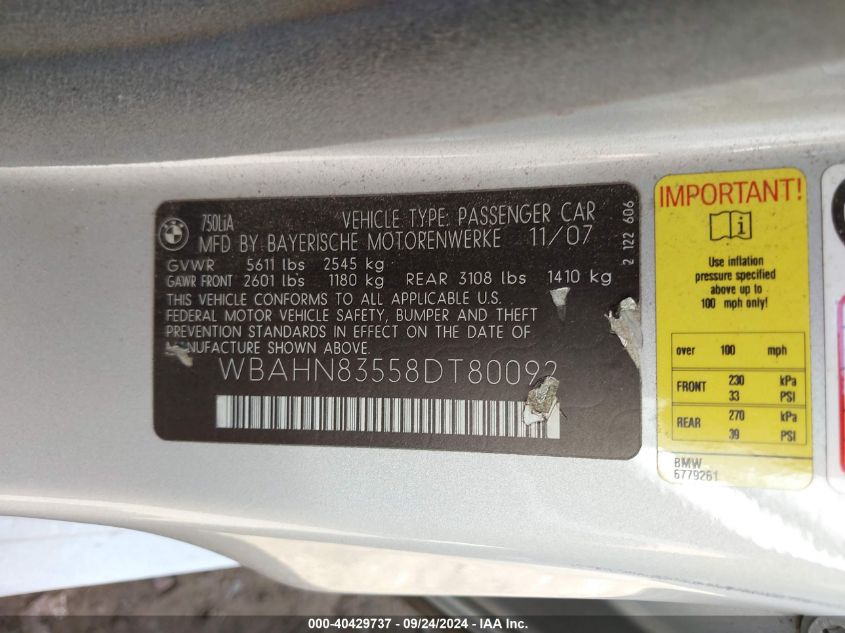 BMW
750LiA
VEHICLE TYPE: PASSENGER CAR
MFD BY BAYERISCHE MOTORENWERKE 11/07
GVWR 5611 lbs 2545 kg
GAWR FRONT 2601 lbs 1180 kg REAR 3108 lbs 1410 kg
THIS VEHICLE CONFORMS TO ALL APPLICABLE U.S.
FEDERAL MOTOR VEHICLE SAFETY, BUMPER AND THEFT
PREVENTION STANDARDS IN EFFECT ON THE DATE OF
MANUFACTURE SHOWN ABOVE.
WBAHN83558DT80092
2 122 606
IMPORTANT!
Use inflation
pressure specified
above up to
100 mph only!
over 100 mph
FRONT 230 kPa
33 PSI
REAR 270 kPa
39 PSI
BMW
6779261
000-40429737 - 09/24/2024 - IAA Inc.